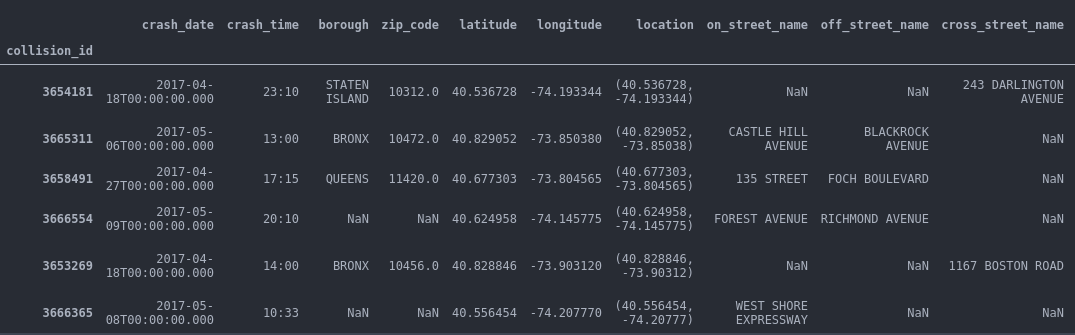 crash_date crash_time borough zip_code latitude longitude location on_street_name off_street_name cross_street_name
collision_id
2017-04- STATEN (40.536728, 243 DARLINGTON
3654181 23:10 10312.0 40.536728 -74.193344 NaN NaN
18T00:00:00.000 ISLAND -74.193344) AVENUE
2017-05- (40.829052, CASTLE HILL BLACKROCK
3665311 13:00 BRONX 10472.0 40.829052 -73.850380 NaN
06T00:00:00.000 -73.85038) AVENUE AVENUE
2017-04- (40.677303,
3658491 17:15 QUEENS 11420.0 40.677303 -73.804565 135 STREET FOCH BOULEVARD NaN
27T00:00:00.000 -73.804565)
2017-05- (40.624958,
3666554 20:10 NaN NaN 40.624958 -74.145775 FOREST AVENUE RICHMOND AVENUE NaN
09T00:00:00.000 -74.145775)
2017-04- (40.828846,
3653269 14:00 BRONX 10456.0 40.828846 -73.903120 NaN NaN 1167 BOSTON ROAD
18T00:00:00.000 -73.90312)
2017-05- (40.556454, WEST SHORE
3666365 10:33 NaN NaN 40.556454 -74.207770 NaN NaN
08T00:00:00.000 -74.20777) EXPRESSWAY